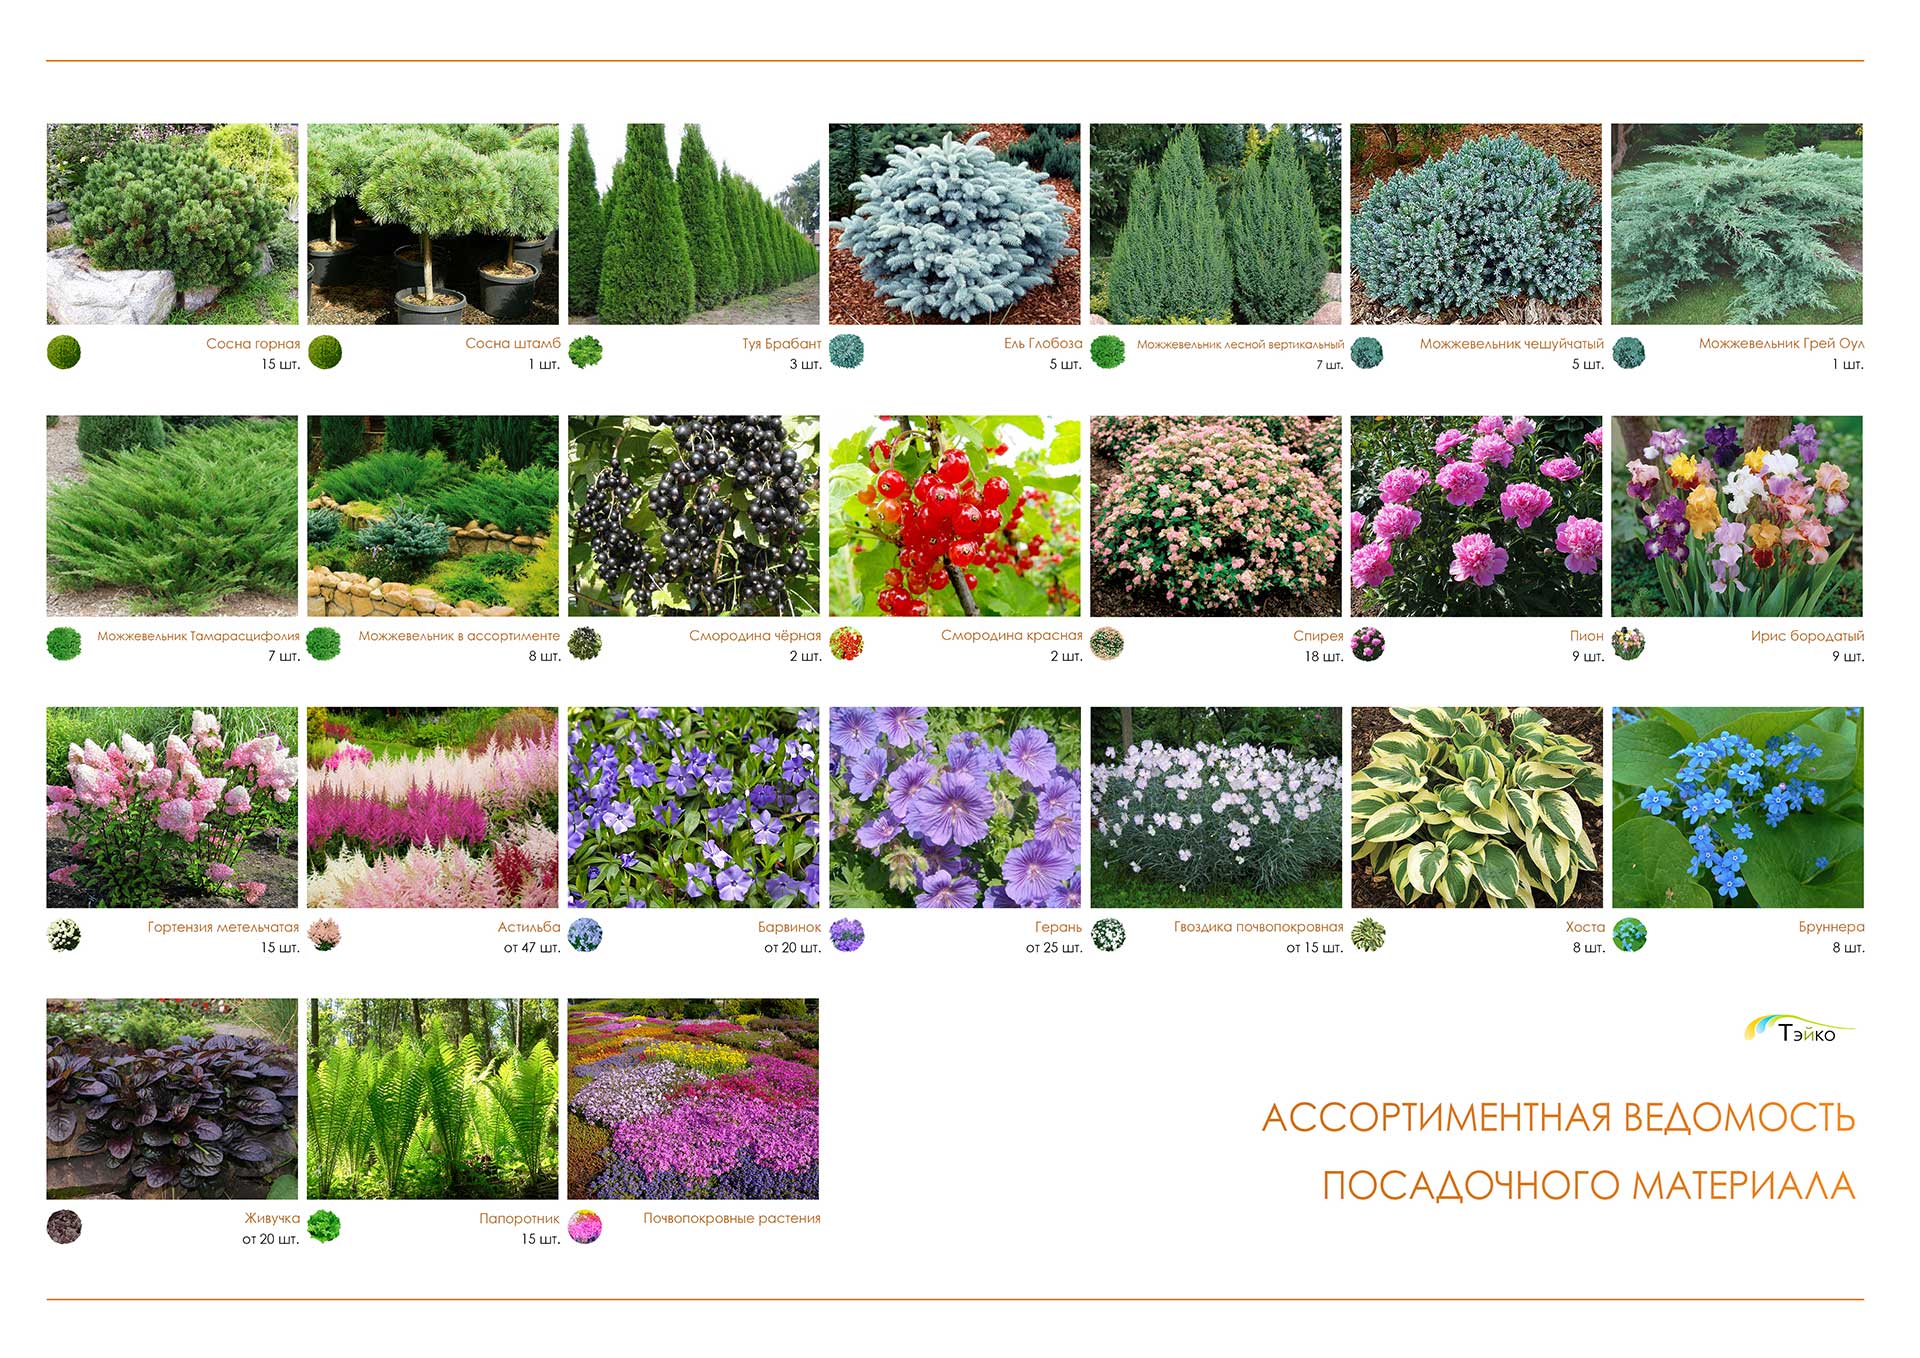 Сосна горная
15 шт.
Сосна штамб
1 шт.
Туя Брабант
3 шт.
Ель Глобоза
5 шт.
Можжевельник лесной вертикальный
7 шт.
Можжевельник чешуйчатый
5 шт.
Можжевельник Грей Оул
1 шт.
Можжевельник Тамарасцифолия
7 шт.
Можжевельник в ассортименте
8 шт.
Смородина чёрная
2 шт.
Смородина красная
2 шт.
Спирея
18 шт.
Пион
9 шт.
Ирис бородатый
9 шт.
Гортензия метельчатая
15 шт.
Астильба
от 47 шт.
Барвинок
от 20 шт.
Герань
от 25 шт.
Гвоздика почвопокровная
от 15 шт.
Хоста
8 шт.
Бруннера
8 шт.
Живучка
от 20 шт.
Папоротник
15 шт.
Почвопокровные растения
Тэйко
АССОРТИМЕНТНАЯ ВЕДОМОСТЬ
ПОСАДОЧНОГО МАТЕРИАЛА